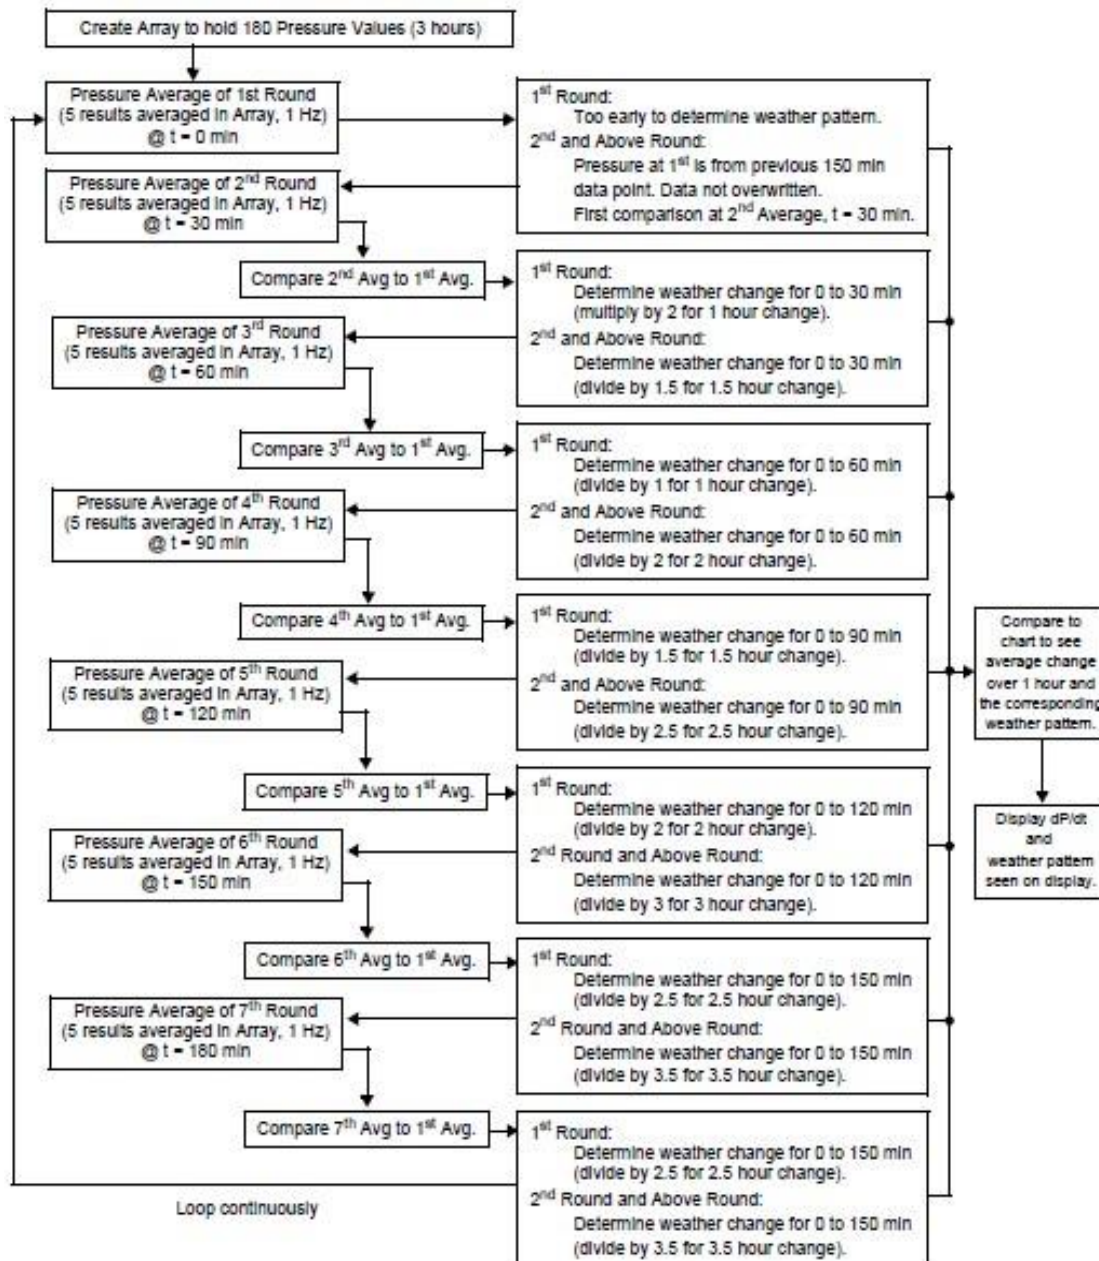 Create Array to hold 180 Pressure Values (3 hours)
Pressure Average of 1st Round
(5 results averaged in Array, 1 Hz)
@ t = 0 min
1st Round:
Too early to determine weather pattern.
2nd and Above Round:
Pressure at 1st is from previous 150 min
data point. Data not overwritten.
First comparison at 2nd Average, t = 30 min.
Pressure Average of 2nd Round
(5 results averaged in Array, 1 Hz)
@ t = 30 min
Compare 2nd Avg to 1st Avg.
1st Round:
Determine weather change for 0 to 30 min
(multiply by 2 for 1 hour change).
2nd and Above Round:
Determine weather change for 0 to 30 min
(divide by 1.5 for 1.5 hour change).
Pressure Average of 3rd Round
(5 results averaged in Array, 1 Hz)
@ t = 60 min
Compare 3rd Avg to 1st Avg.
1st Round:
Determine weather change for 0 to 60 min
(divide by 1 for 1 hour change).
2nd and Above Round:
Determine weather change for 0 to 60 min
(divide by 2 for 2 hour change).
Pressure Average of 4th Round
(5 results averaged in Array, 1 Hz)
@ t = 90 min
Compare 4th Avg to 1st Avg.
1st Round:
Determine weather change for 0 to 90 min
(divide by 1.5 for 1.5 hour change).
2nd and Above Round:
Determine weather change for 0 to 90 min
(divide by 2.5 for 2.5 hour change).
Pressure Average of 5th Round
(5 results averaged in Array, 1 Hz)
@ t = 120 min
Compare 5th Avg to 1st Avg.
1st Round:
Determine weather change for 0 to 120 min
(divide by 2 for 2 hour change).
2nd Round and Above Round:
Determine weather change for 0 to 120 min
(divide by 3 for 3 hour change).
Pressure Average of 6th Round
(5 results averaged in Array, 1 Hz)
@ t = 150 min
Compare 6th Avg to 1st Avg.
1st Round:
Determine weather change for 0 to 150 min
(divide by 2.5 for 2.5 hour change).
2nd Round and Above Round:
Determine weather change for 0 to 150 min
(divide by 3.5 for 3.5 hour change).
Pressure Average of 7th Round
(5 results averaged in Array, 1 Hz)
@ t = 180 min
Compare 7th Avg to 1st Avg.
1st Round:
Determine weather change for 0 to 150 min
(divide by 2.5 for 2.5 hour change).
2nd Round and Above Round:
Determine weather change for 0 to 150 min
(divide by 3.5 for 3.5 hour change).
Loop continuously
Compare to
chart to see
average change
over 1 hour and
the corresponding
weather pattern.
Display dP/dt
and
weather pattern
seen on display.